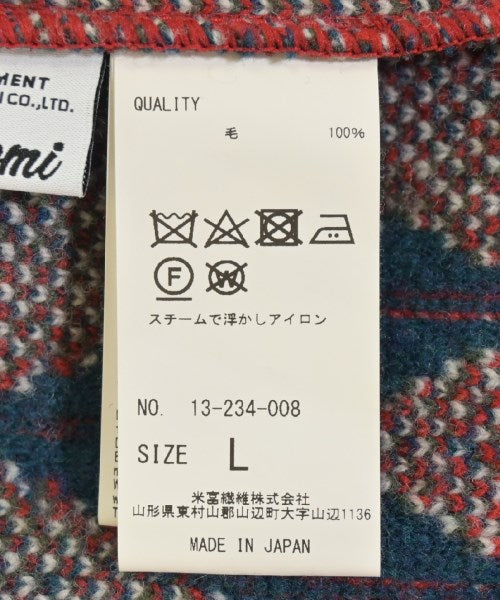 MENT
CO.,LTD.
mi
QUALITY
毛 100%
F W
スチームで浮かしアイロン
NO. 13-234-008
SIZE L
米富繊維株式会社
山形県東村山郡山辺町大字山辺1136
MADE IN JAPAN